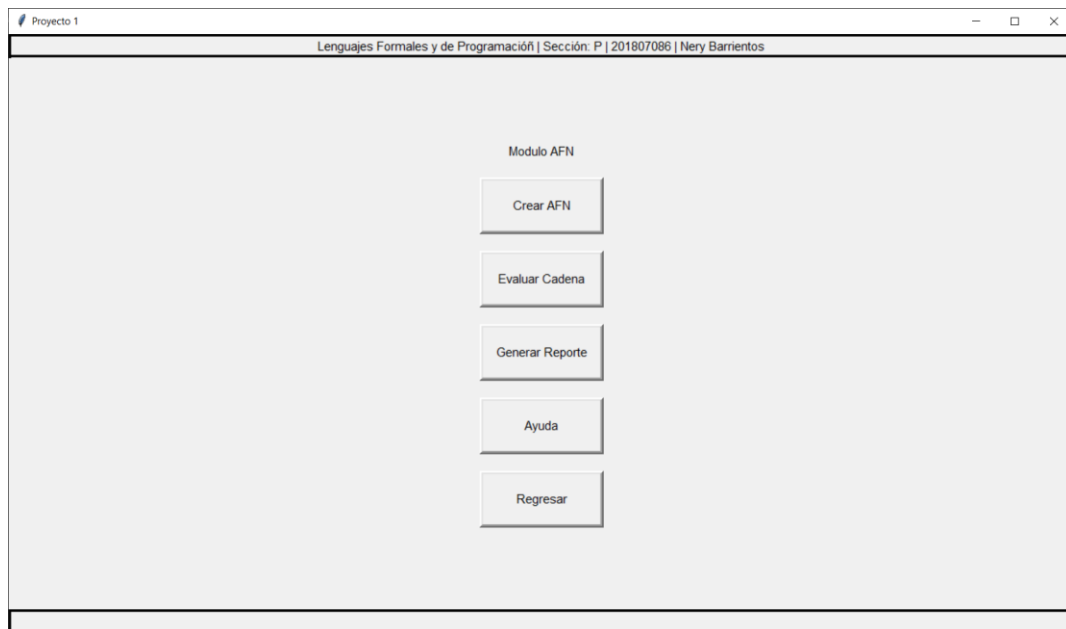 Proyecto 1
Lenguajes Formales y de Programacióñ | Sección: P | 201807086 | Nery Barrientos
Modulo AFN
Crear AFN
Evaluar Cadena
Generar Reporte
Ayuda
Regresar